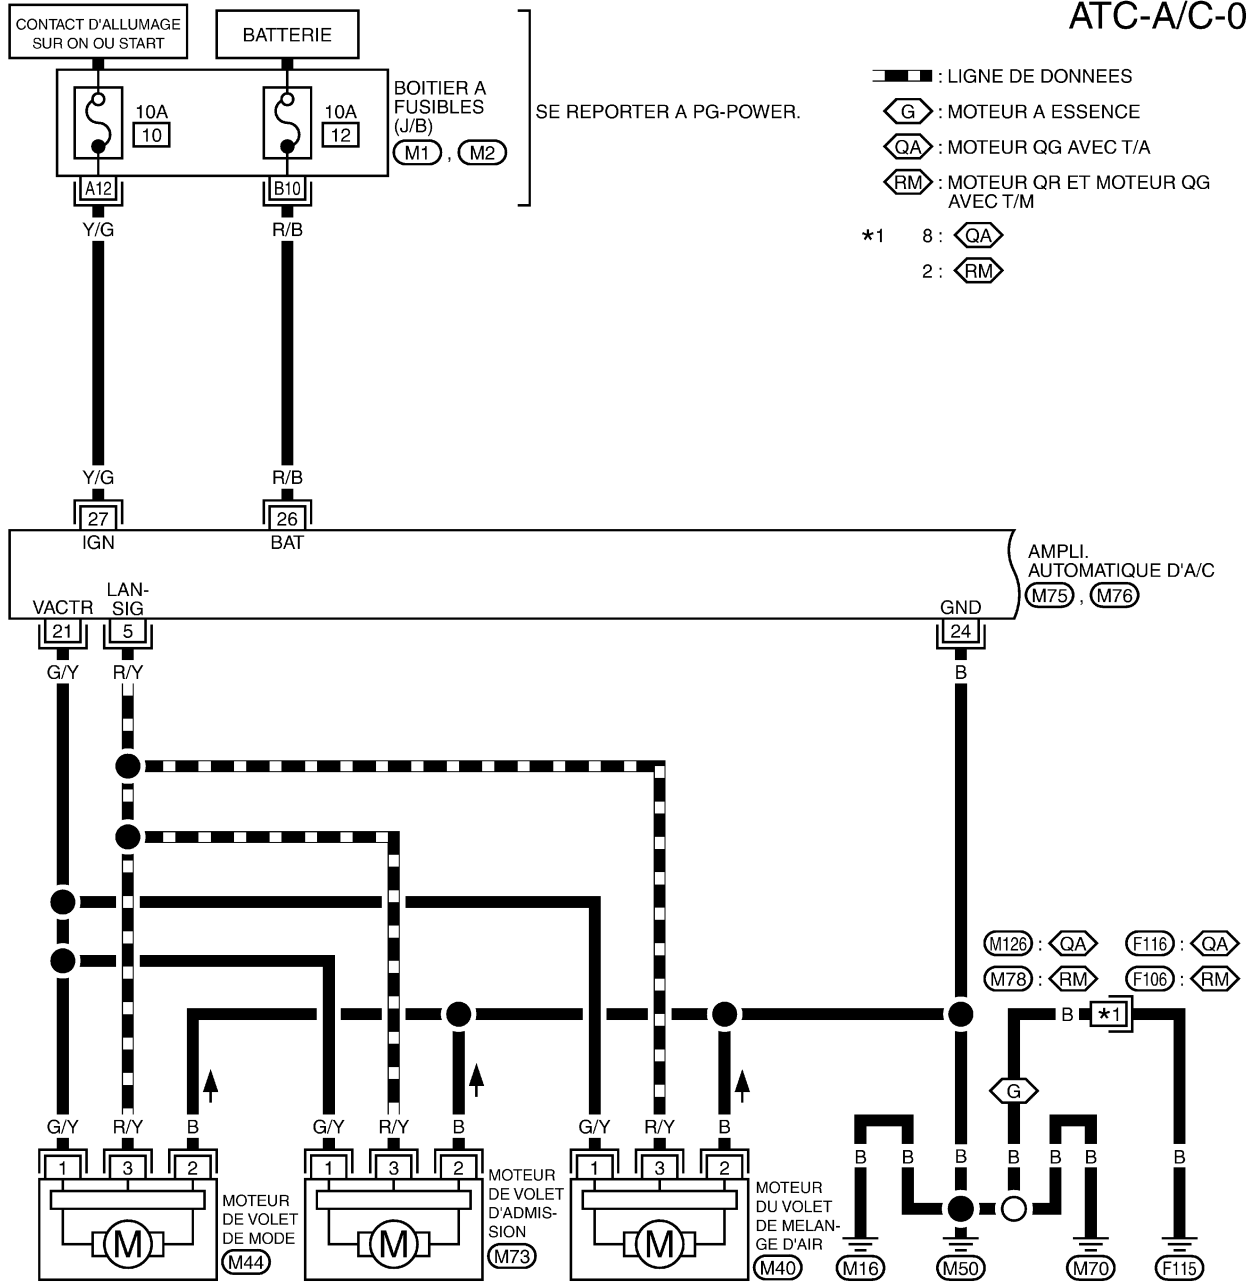 ATC-A/C-0
CONTACT D'ALLUMAGE
SUR ON OU START
BATTERIE
10A
10
10A
12
BOITIER A
FUSIBLES
(J/B)
M1 , M2
SE REPORTER A PG-POWER.
: LIGNE DE DONNEES
G : MOTEUR A ESSENCE
QA : MOTEUR QG AVEC T/A
RM : MOTEUR QR ET MOTEUR QG
AVEC T/M
*1 8 : QA
2 : RM
A12
B10
Y/G
R/B
Y/G
R/B
27
26
IGN
BAT
AMPLI.
AUTOMATIQUE D'A/C
M75 , M76
VACTR
LAN-
SIG
GND
21
5
24
G/Y
R/Y
B
M126 : QA
F116 : QA
M78 : RM
F106 : RM
B
*1
G
G/Y
R/Y
B
G/Y
R/Y
B
G/Y
R/Y
B
B
B
B
B
B
B
B
1
3
2
1
3
2
1
3
2
M
M
M
MOTEUR
DE VOLET
DE MODE
M44
MOTEUR
DE VOLET
D'ADMIS-
SION
M73
MOTEUR
DU VOLET
DE MELAN-
GE D'AIR
M40
M16
M50
M70
F115